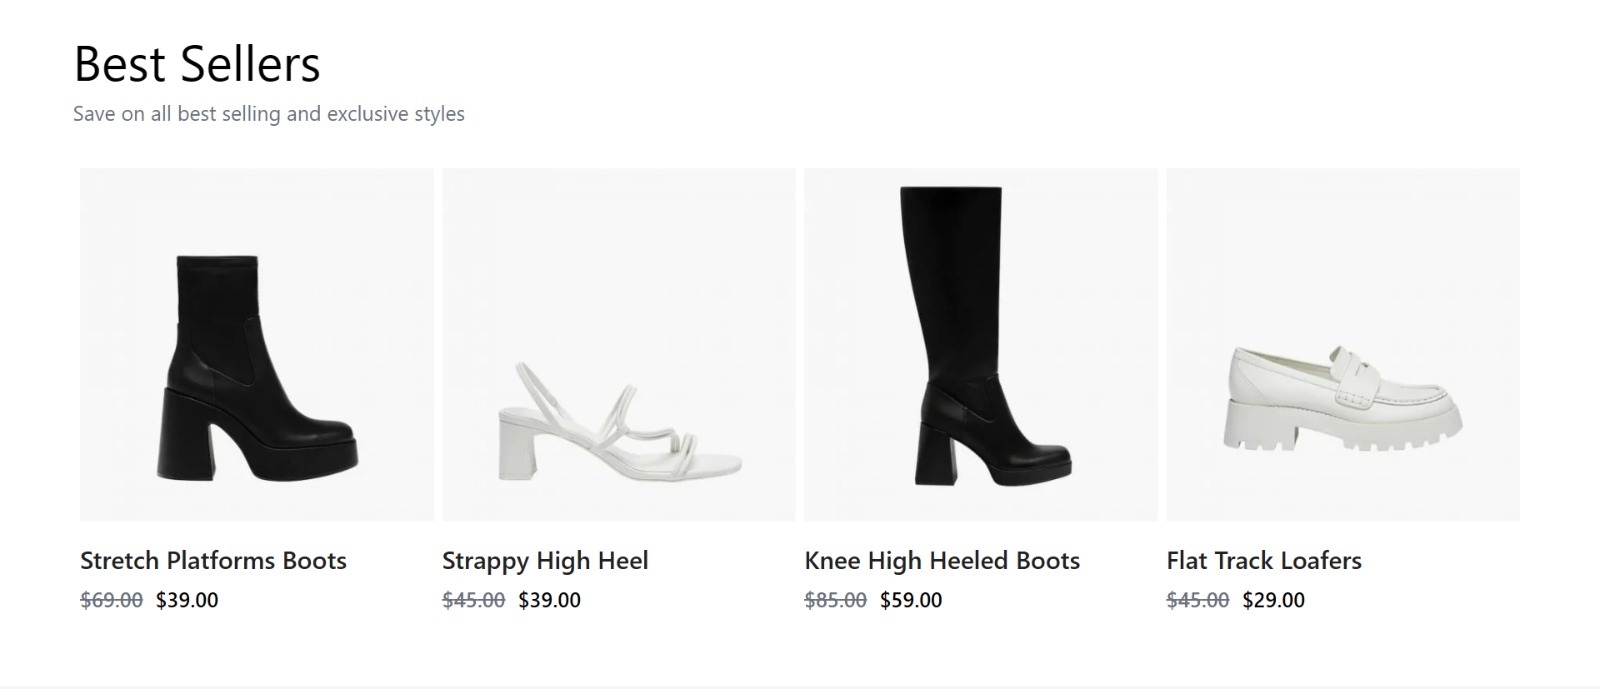 Best Sellers
Save on all best selling and exclusive styles
Stretch Platforms Boots
$69.00 $39.00
Strappy High Heel
$45.00 $39.00
Knee High Heeled Boots
$85.00 $59.00
Flat Track Loafers
$45.00 $29.00